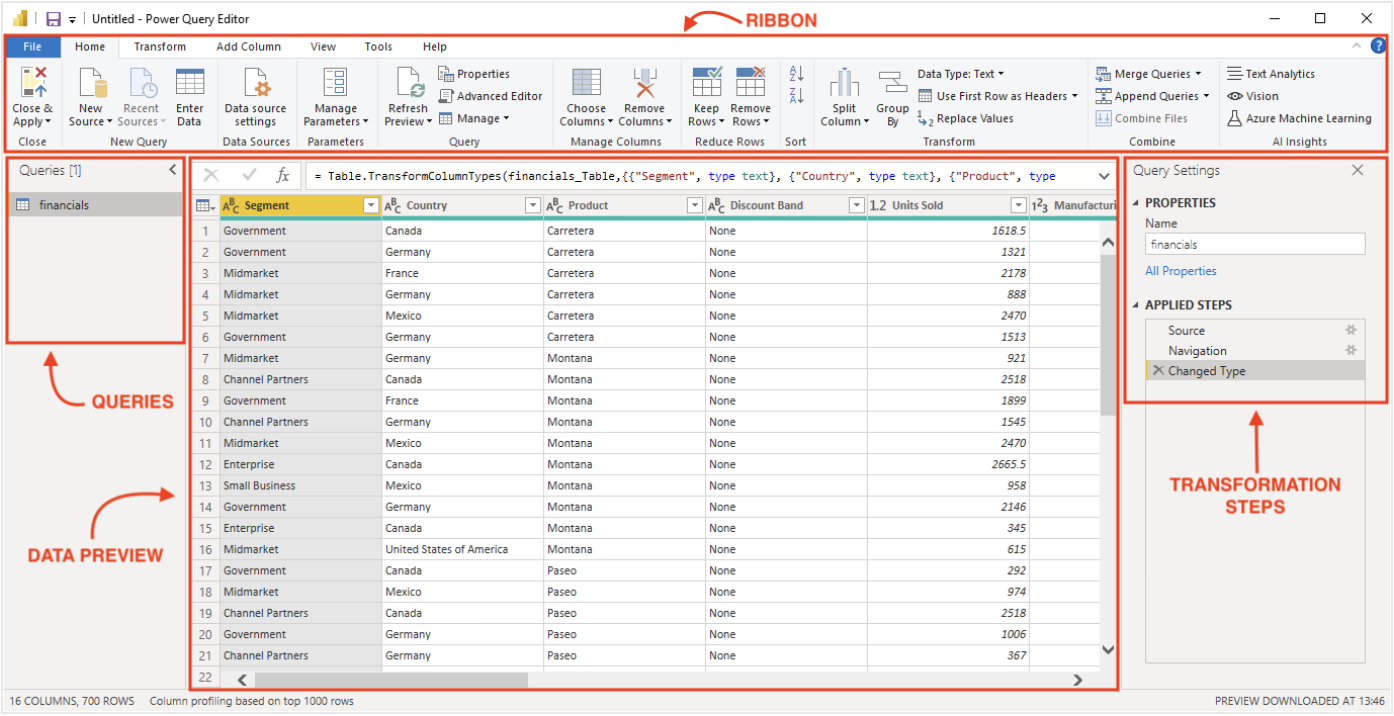 Untitled - Power Query Editor
RIBBON
File Home Transform Add Column View Tools Help
Close & Apply New Source Recent Sources Enter Data Data source settings Manage Parameters Refresh Preview Properties Advanced Editor Manage Choose Columns Remove Columns Keep Rows Remove Rows Split Column Group By Data Type: Text Use First Row as Headers Replace Values Merge Queries Append Queries Combine Files Text Analytics Vision Azure Machine Learning
Close New Query Data Sources Parameters Query Manage Columns Reduce Rows Sort Transform Combine AI Insights
Queries [1]
financials
QUERIES
DATA PREVIEW
fx = Table.TransformColumnTypes(financials_Table,{{"Segment", type text}, {"Country", type text}, {"Product", type
ABC Segment ABC Country ABC Product ABC Discount Band 1.2 Units Sold 123 Manufacturi
1 Government Canada Carretera None 1618.5
2 Government Germany Carretera None 1321
3 Midmarket France Carretera None 2178
4 Midmarket Germany Carretera None 888
5 Midmarket Mexico Carretera None 2470
6 Government Germany Carretera None 1513
7 Midmarket Germany Montana None 921
8 Channel Partners Canada Montana None 2518
9 Government France Montana None 1899
10 Channel Partners Germany Montana None 1545
11 Midmarket Mexico Montana None 2470
12 Enterprise Canada Montana None 2665.5
13 Small Business Mexico Montana None 958
14 Government Germany Montana None 2146
15 Enterprise Canada Montana None 345
16 Midmarket United States of America Montana None 615
17 Government Canada Paseo None 292
18 Midmarket Mexico Paseo None 974
19 Channel Partners Canada Paseo None 2518
20 Government Germany Paseo None 1006
21 Channel Partners Germany Paseo None 367
22
Query Settings
PROPERTIES
Name
financials
All Properties
APPLIED STEPS
Source
Navigation
Changed Type
TRANSFORMATION
STEPS
16 COLUMNS, 700 ROWS Column profiling based on top 1000 rows PREVIEW DOWNLOADED AT 13:46